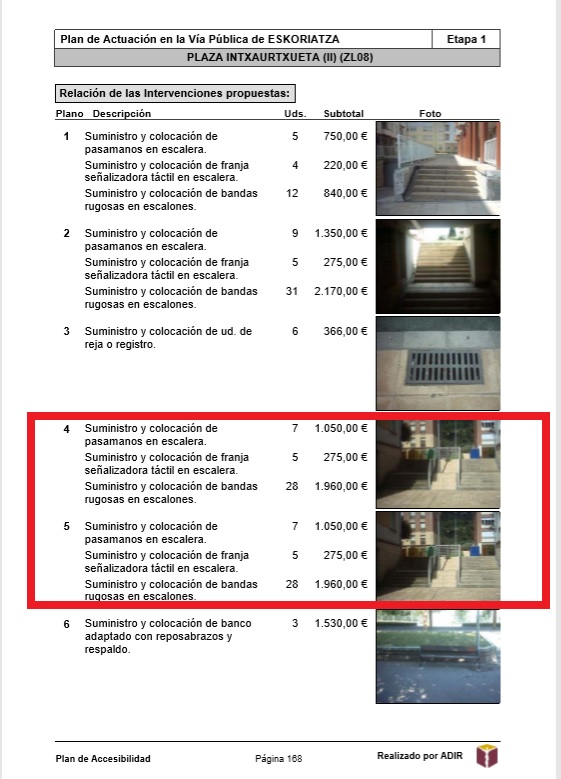 Plan de Actuación en la Vía Pública de ESKORIATZA Etapa 1
PLAZA INTXAURTXUETA (II) (ZL08)
Relación de las Intervenciones propuestas:
Plano Descripción Uds. Subtotal Foto
1 Suministro y colocación de 5 750,00 €
pasamanos en escalera.
Suministro y colocación de franja 4 220,00 €
señalizadora táctil en escalera.
Suministro y colocación de bandas 12 840,00 €
rugosas en escalones.
2 Suministro y colocación de 9 1.350,00 €
pasamanos en escalera.
Suministro y colocación de franja 5 275,00 €
señalizadora táctil en escalera.
Suministro y colocación de bandas 31 2.170,00 €
rugosas en escalones.
3 Suministro y colocación de ud. de 6 366,00 €
reja o registro.
4 Suministro y colocación de 7 1.050,00 €
pasamanos en escalera.
Suministro y colocación de franja 5 275,00 €
señalizadora táctil en escalera.
Suministro y colocación de bandas 28 1.960,00 €
rugosas en escalones.
5 Suministro y colocación de 7 1.050,00 €
pasamanos en escalera.
Suministro y colocación de franja 5 275,00 €
señalizadora táctil en escalera.
Suministro y colocación de bandas 28 1.960,00 €
rugosas en escalones.
6 Suministro y colocación de banco 3 1.530,00 €
adaptado con reposabrazos y
respaldo.
Plan de Accesibilidad Página 168 Realizado por ADIR